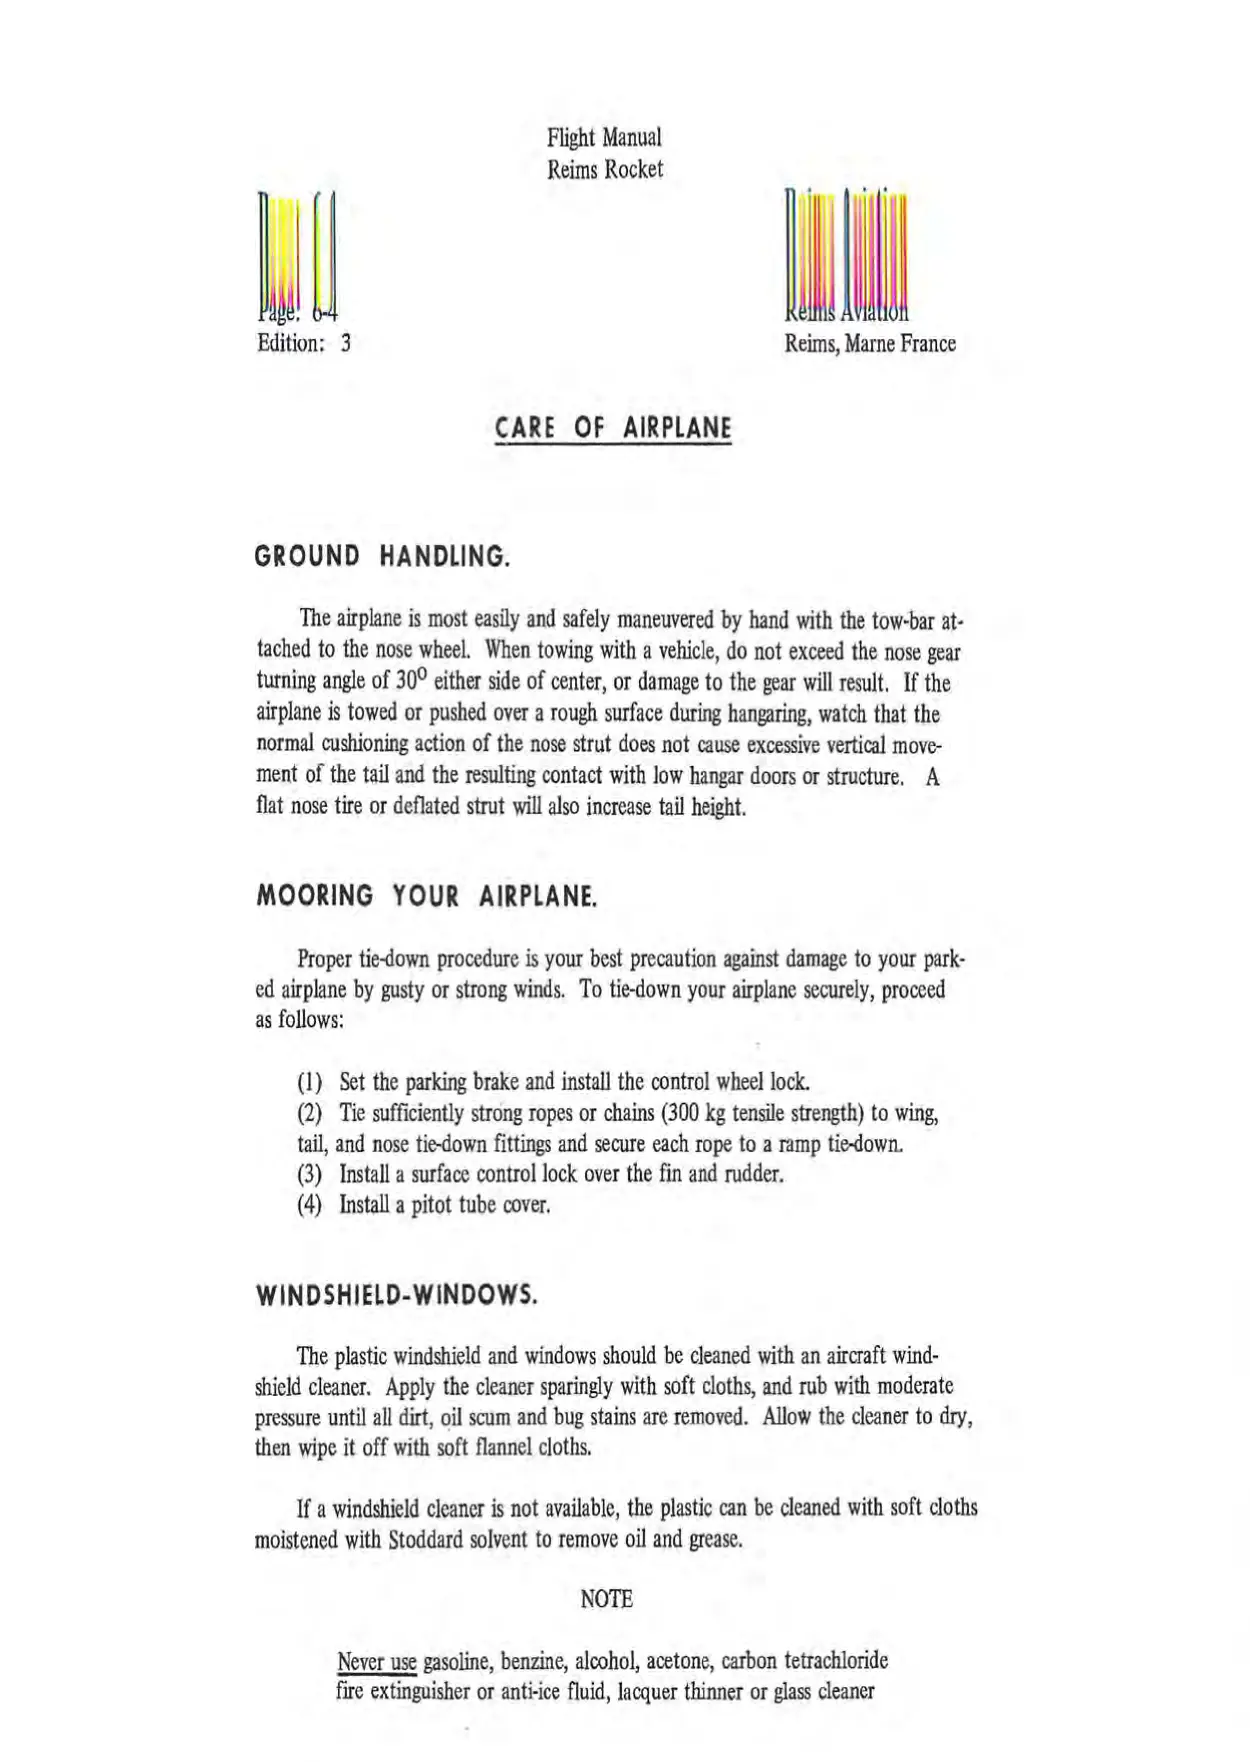 Flight Manual
Reims Rocket
Page: 6-4
Reims Aviation
Edition: 3
Reims, Marne France
CARE OF AIRPLANE
GROUND HANDLING.
The airplane is most easily and safely maneuvered by hand with the tow-bar at-
tached to the nose wheel. When towing with a vehicle, do not exceed the nose gear
turning angle of 30º either side of center, or damage to the gear will result. If the
airplane is towed or pushed over a rough surface during hangaring, watch that the
normal cushioning action of the nose strut does not cause excessive vertical move-
ment of the tail and the resulting contact with low hangar doors or structure. A
flat nose tire or deflated strut will also increase tail height.
MOORING YOUR AIRPLANE.
Proper tie-down procedure is your best precaution against damage to your park-
ed airplane by gusty or strong winds. To tie-down your airplane securely, proceed
as follows:
(1) Set the parking brake and install the control wheel lock.
(2) Tie sufficiently strong ropes or chains (300 kg tensile strength) to wing,
tail, and nose tie-down fittings and secure each rope to a ramp tie-down.
(3) Install a surface control lock over the fin and rudder.
(4) Install a pitot tube cover.
WINDSHIELD-WINDOWS.
The plastic windshield and windows should be cleaned with an aircraft wind-
shield cleaner. Apply the cleaner sparingly with soft cloths, and rub with moderate
pressure until all dirt, oil scum and bug stains are removed. Allow the cleaner to dry,
then wipe it off with soft flannel cloths.
If a windshield cleaner is not available, the plastic can be cleaned with soft cloths
moistened with Stoddard solvent to remove oil and grease.
NOTE
Never use gasoline, benzine, alcohol, acetone, carbon tetrachloride
fire extinguisher or anti-ice fluid, lacquer thinner or glass cleaner